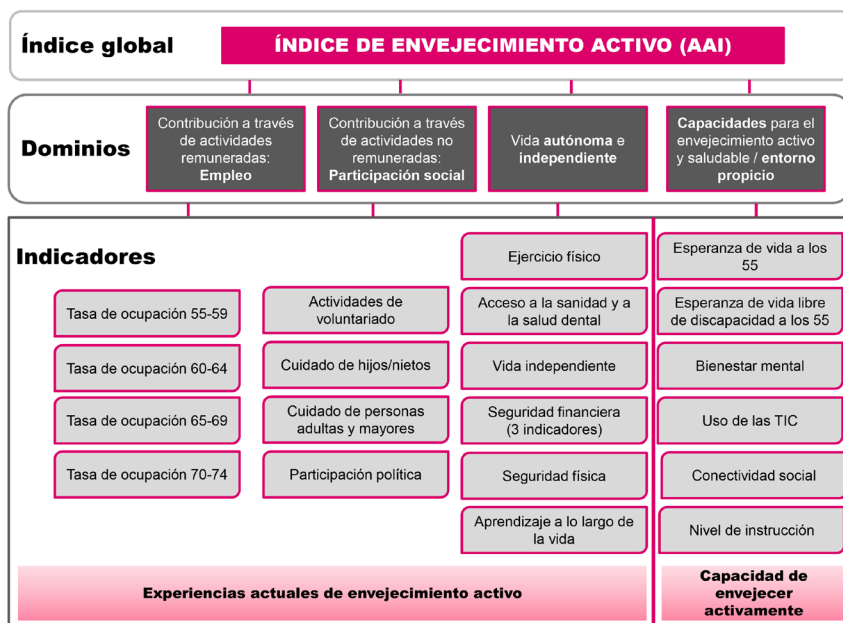 Índice global
ÍNDICE DE ENVEJECIMIENTO ACTIVO (AAI)
Dominios
Contribución a través
de actividades
remuneradas:
Empleo
Contribución a través
de actividades no
remuneradas:
Participación social
Vida autónoma e
independiente
Capacidades para el
envejecimiento activo
y saludable / entorno
propicio
Indicadores
Tasa de ocupación 55-59
Tasa de ocupación 60-64
Tasa de ocupación 65-69
Tasa de ocupación 70-74
Actividades de
voluntariado
Cuidado de hijos/nietos
Cuidado de personas
adultas y mayores
Participación política
Ejercicio físico
Acceso a la sanidad y a
la salud dental
Vida independiente
Seguridad financiera
(3 indicadores)
Seguridad física
Aprendizaje a lo largo de
la vida
Esperanza de vida a los
55
Esperanza de vida libre
de discapacidad a los 55
Bienestar mental
Uso de las TIC
Conectividad social
Nivel de instrucción
Experiencias actuales de envejecimiento activo
Capacidad de
envejecer
activamente